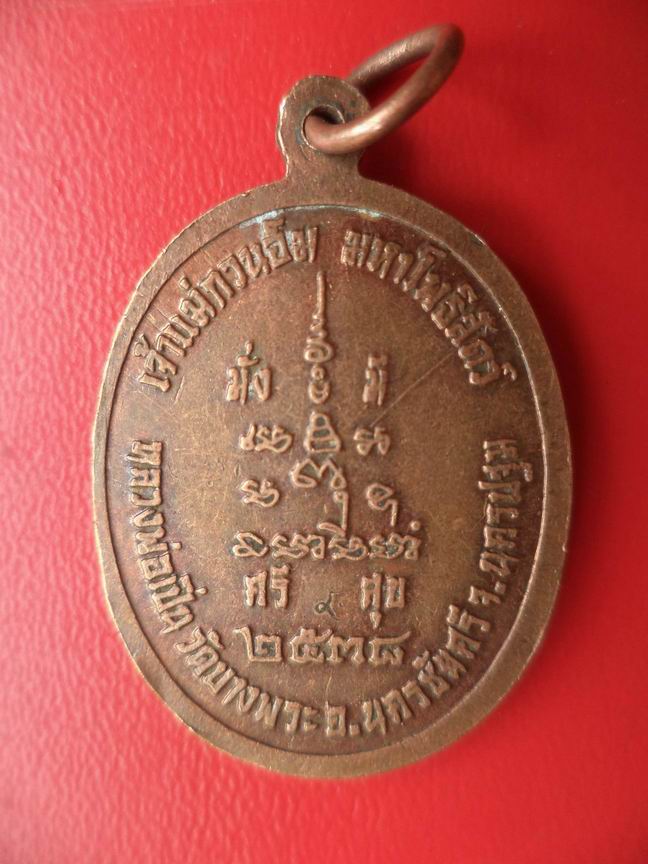 เจ้าแม่กวนอิม มหาโพธิสัตว์
มั่ง มี
ศรี ๙ สุข
๒๕๓๘
หลวงพ่อเปิ่น วัดบางพระ อ.นครชัยศรี จ.นครปฐม